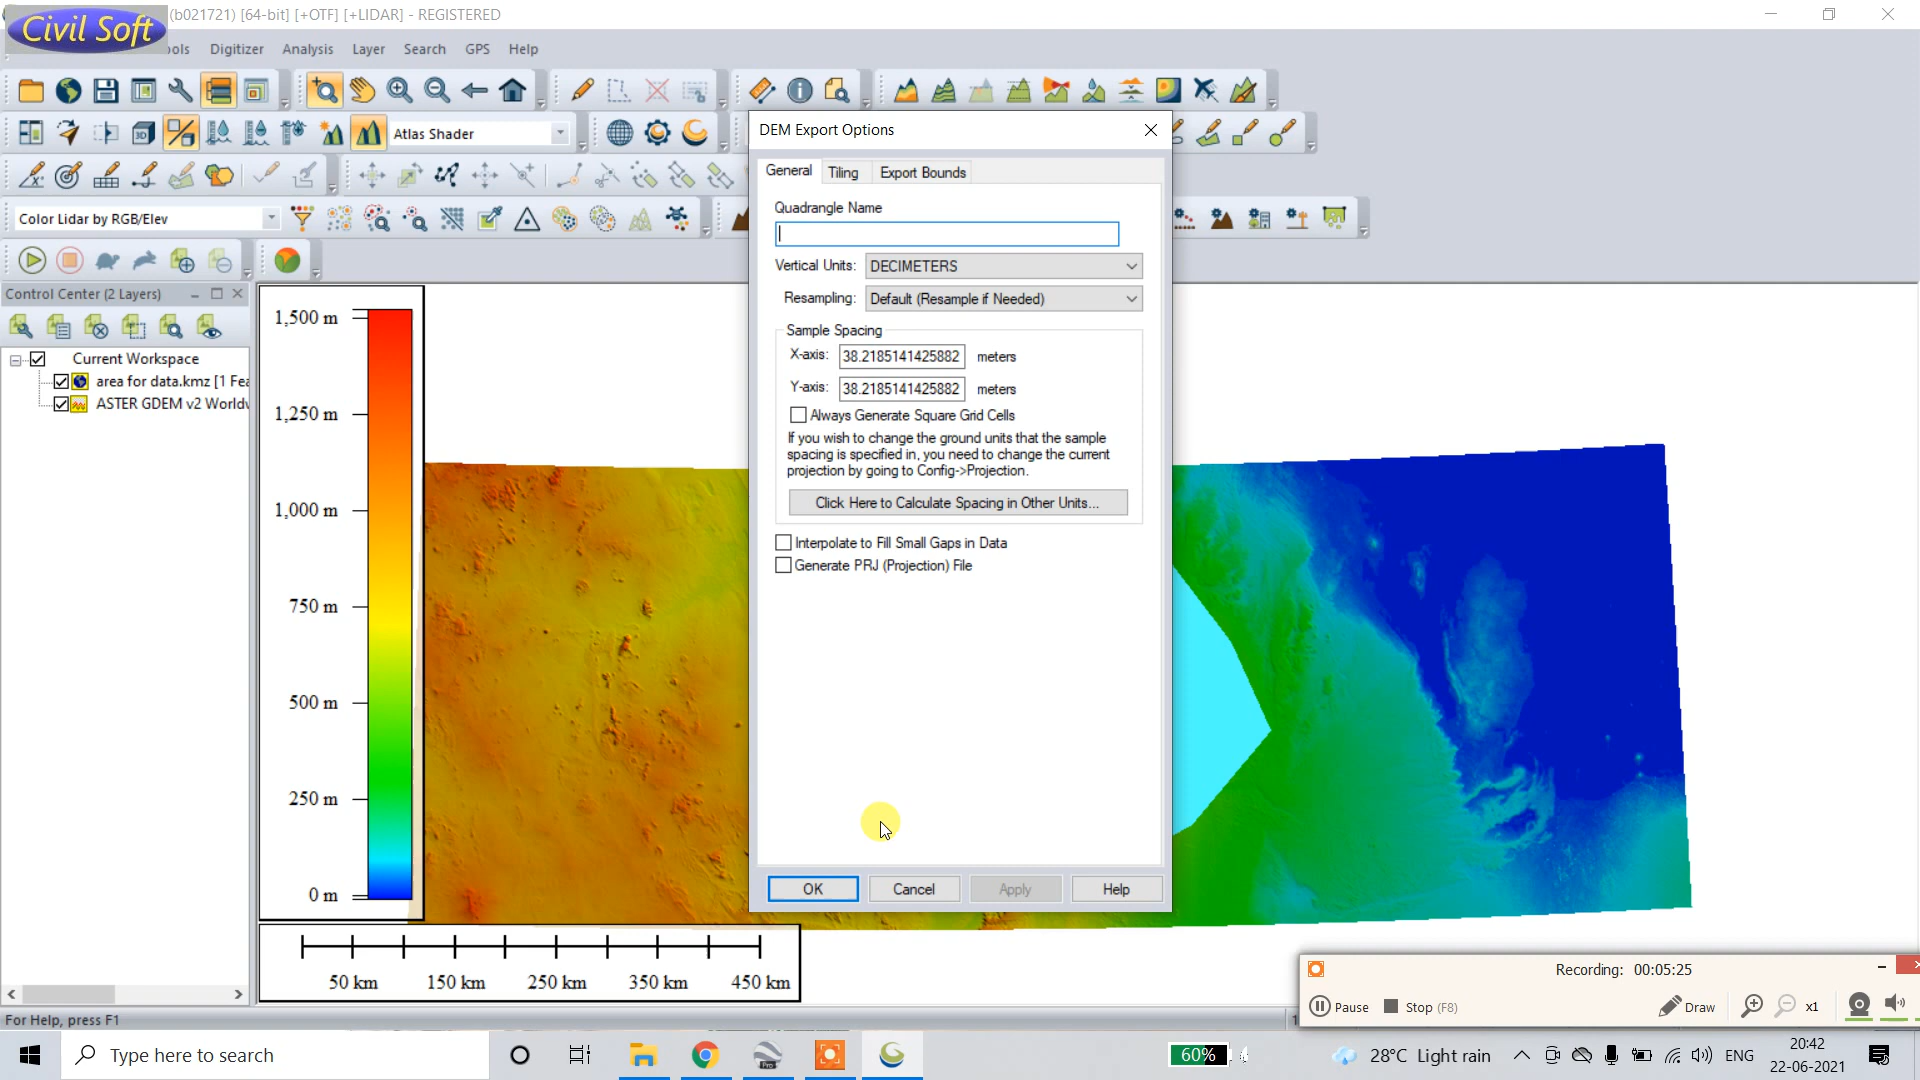 Civil Soft
(b021721) [64-bit] [+OTF] [+LIDAR] - REGISTERED
ols Digitizer Analysis Layer Search GPS Help
3D
Atlas Shader
Color Lidar by RGB/Elev
Control Center (2 Layers)
Current Workspace
area for data.kmz [1 Fea
ASTER GDEM v2 Worldw
1,500 m
1,250 m
1,000 m
750 m
500 m
250 m
0 m
50 km 150 km 250 km 350 km 450 km
DEM Export Options
General Tiling Export Bounds
Quadrangle Name
Vertical Units: DECIMETERS
Resampling: Default (Resample if Needed)
Sample Spacing
X-axis: 38.2185141425882 meters
Y-axis: 38.2185141425882 meters
Always Generate Square Grid Cells
If you wish to change the ground units that the sample
spacing is specified in, you need to change the current
projection by going to Config->Projection.
Click Here to Calculate Spacing in Other Units...
Interpolate to Fill Small Gaps in Data
Generate PRJ (Projection) File
OK Cancel Apply Help
Recording: 00:05:25
Pause Stop (F8) Draw x1
For Help, press F1
Type here to search
Pro
60%
28°C Light rain
ENG
20:42
22-06-2021